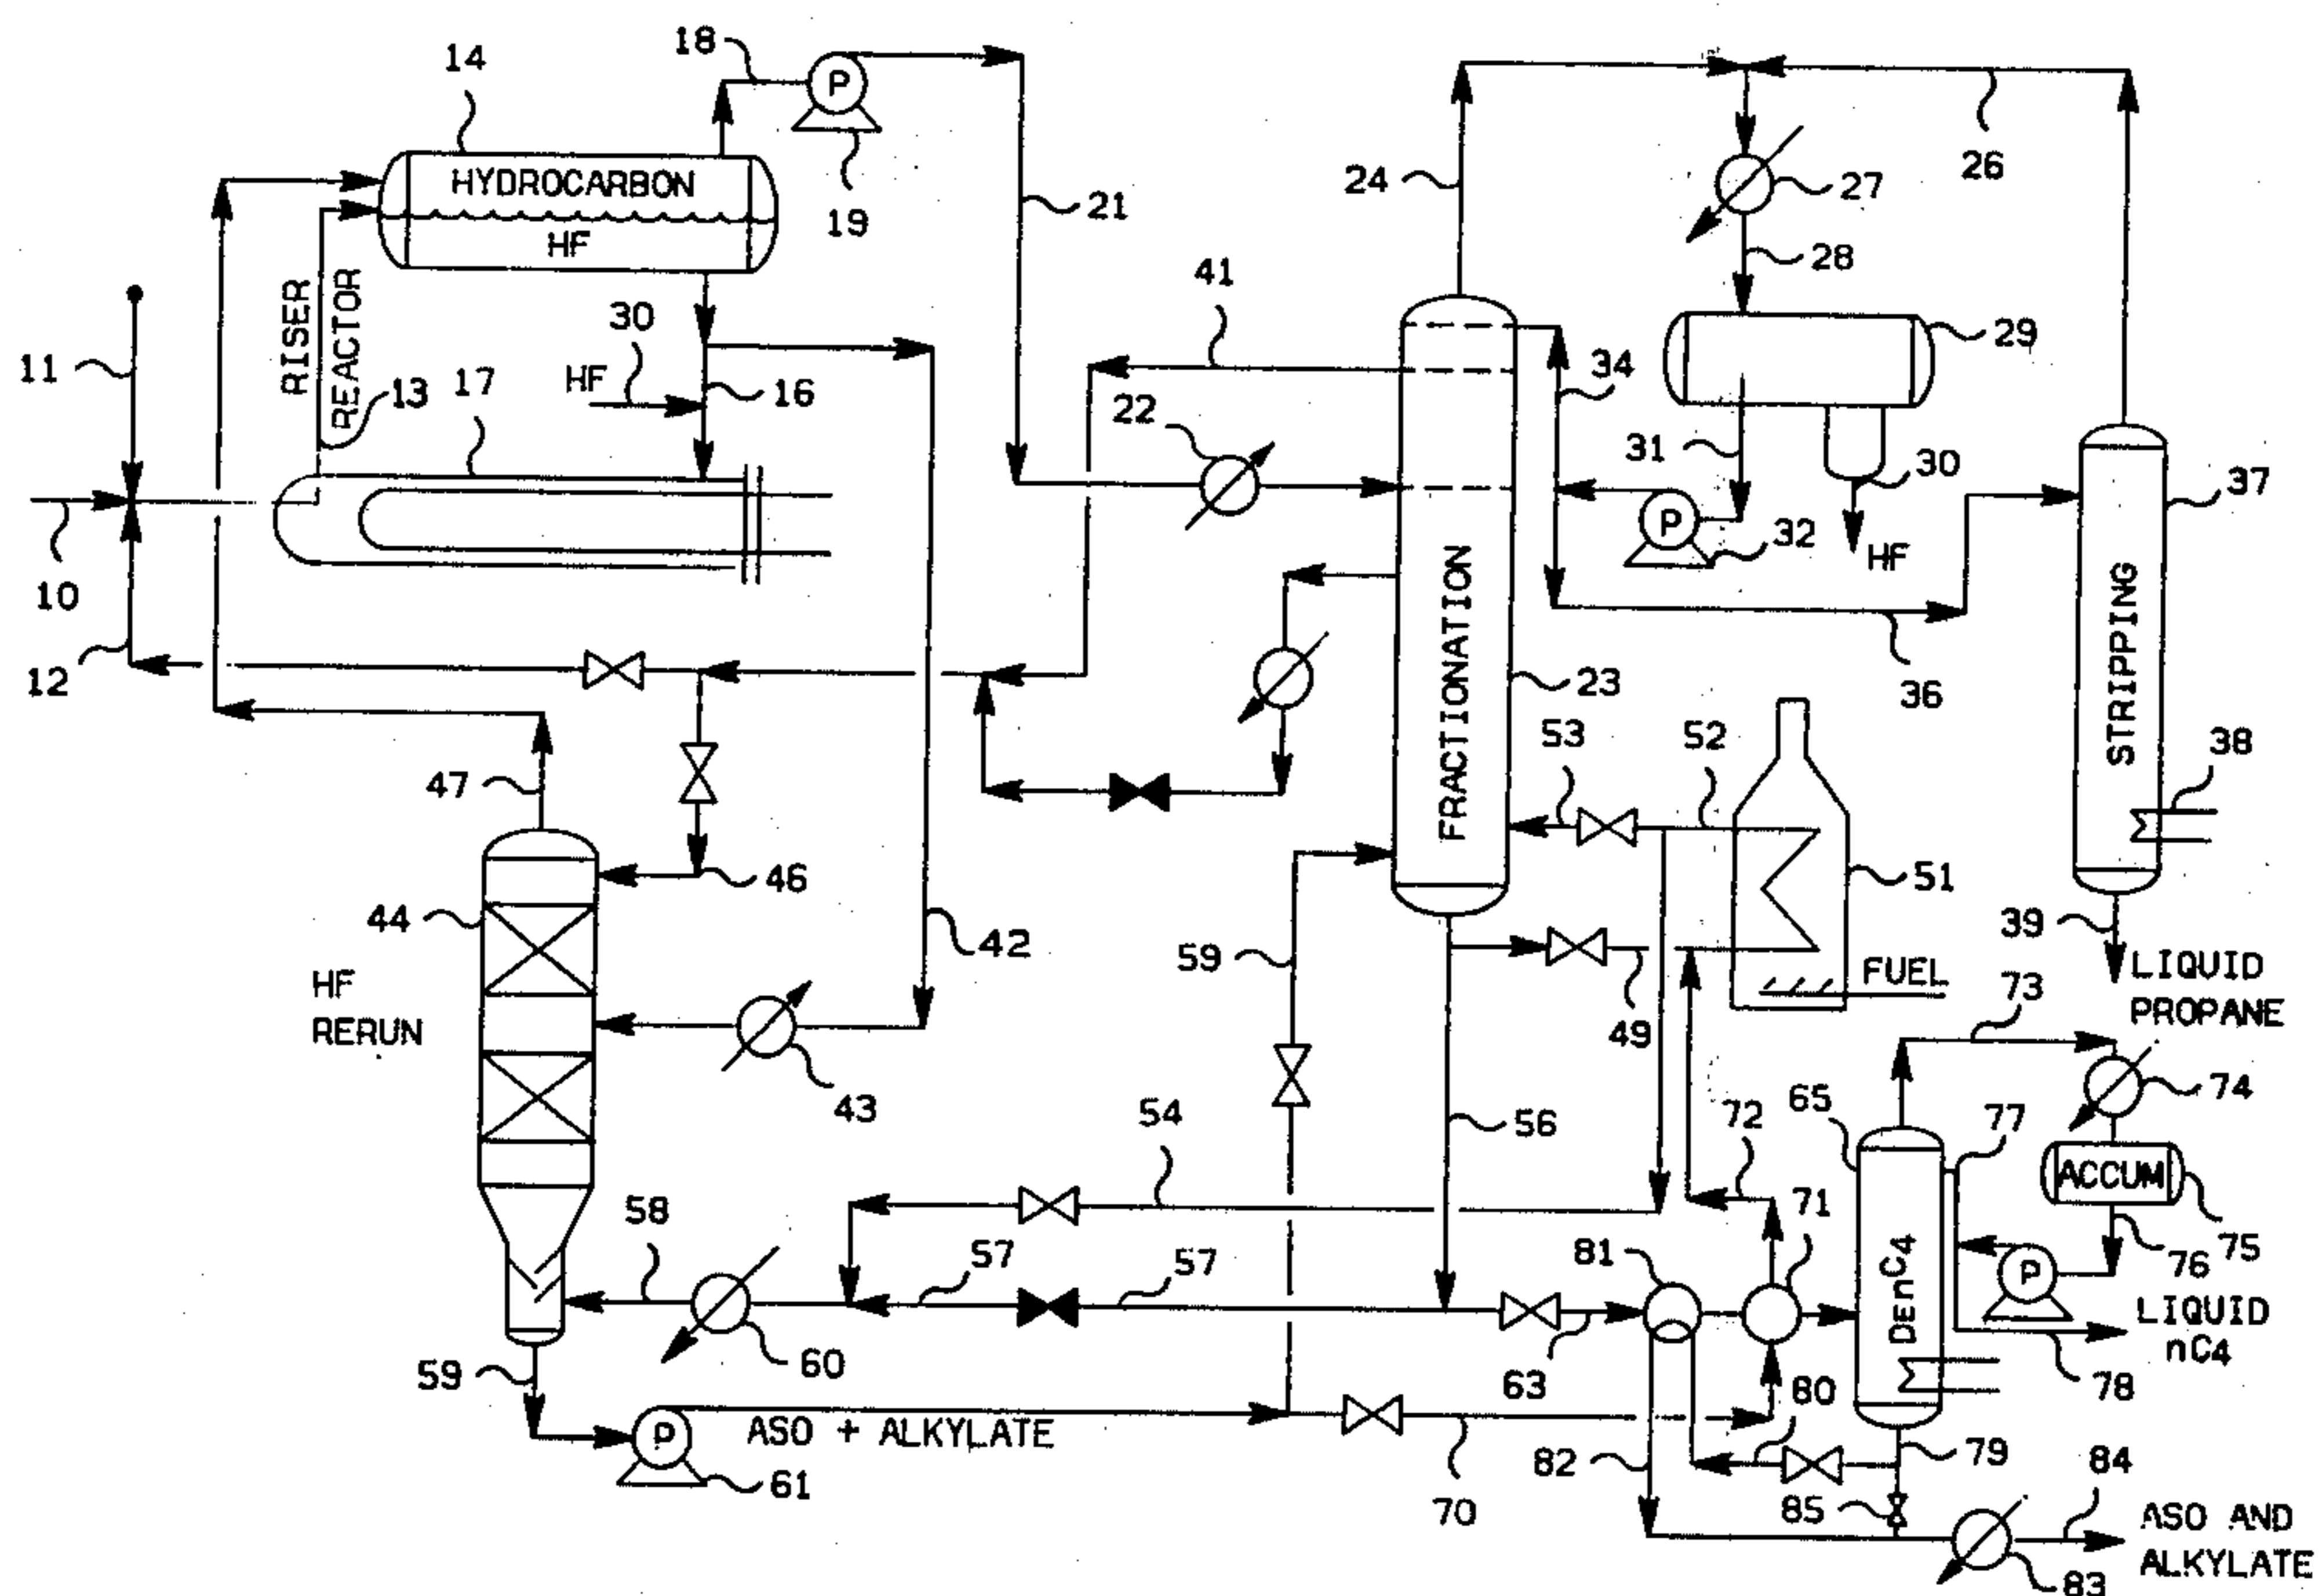 18
14
P
HYDROCARBON
24
26
27
19
21
HF
28
41
11
RISER
REACTOR
30
29
HF
16
34
17
13
22
31
30
37
P
32
HF
10
12
FRACTIONATION
STRIPPING
23
36
53
52
38
47
46
51
44
42
59
39
FUEL
LIQUID
PROPANE
73
HF
RERUN
49
43
54
56
72
65
74
77
71
ACCUM
58
57
57
81
76
75
P
DEnC4
LIQUID
nC4
60
63
80
78
59
P
ASO + ALKYLATE
61
82
79
84
70
85
ASO AND
ALKYLATE
83